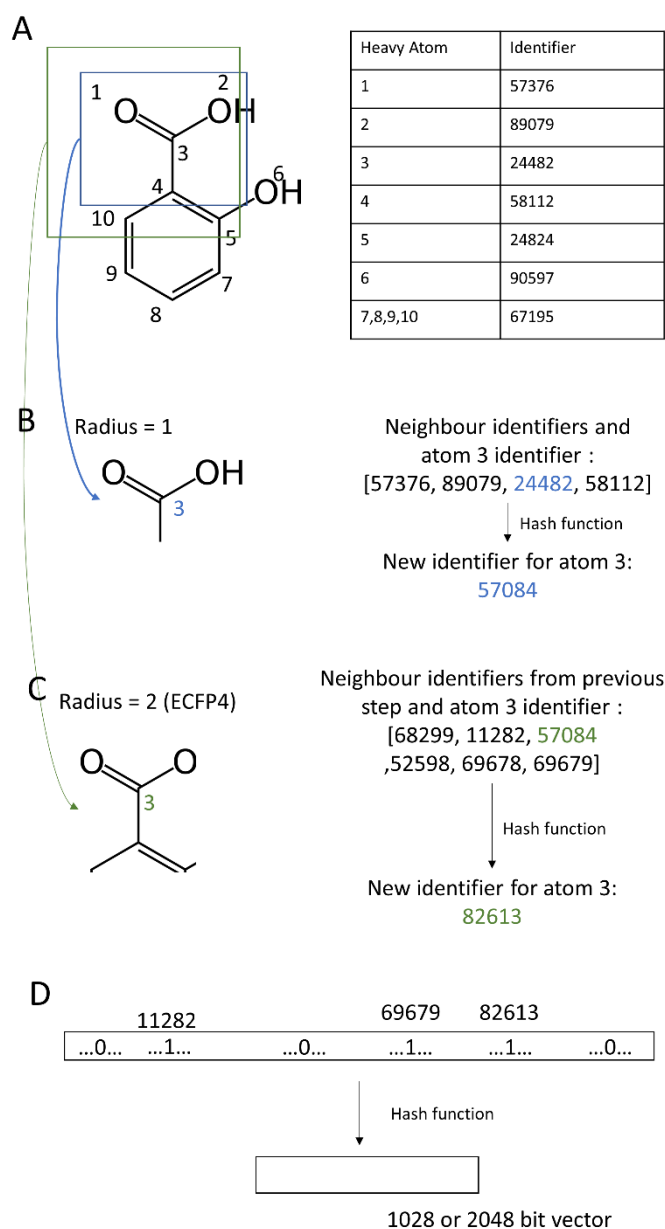 A
1
2
O
OH
3
4
6
OH
10
5
9
7
8
Heavy Atom Identifier
1 57376
2 89079
3 24482
4 58112
5 24824
6 90597
7,8,9,10 67195
B
Radius = 1
O
OH
3
Neighbour identifiers and
atom 3 identifier :
[57376, 89079, 24482, 58112]
Hash function
New identifier for atom 3:
57084
C
Radius = 2 (ECFP4)
O
O
3
Neighbour identifiers from previous
step and atom 3 identifier :
[68299, 11282, 57084
,52598, 69678, 69679]
Hash function
New identifier for atom 3:
82613
D
11282 69679 82613
...0... ...1... ...0... ...1... ...1... ...0...
Hash function
1028 or 2048 bit vector